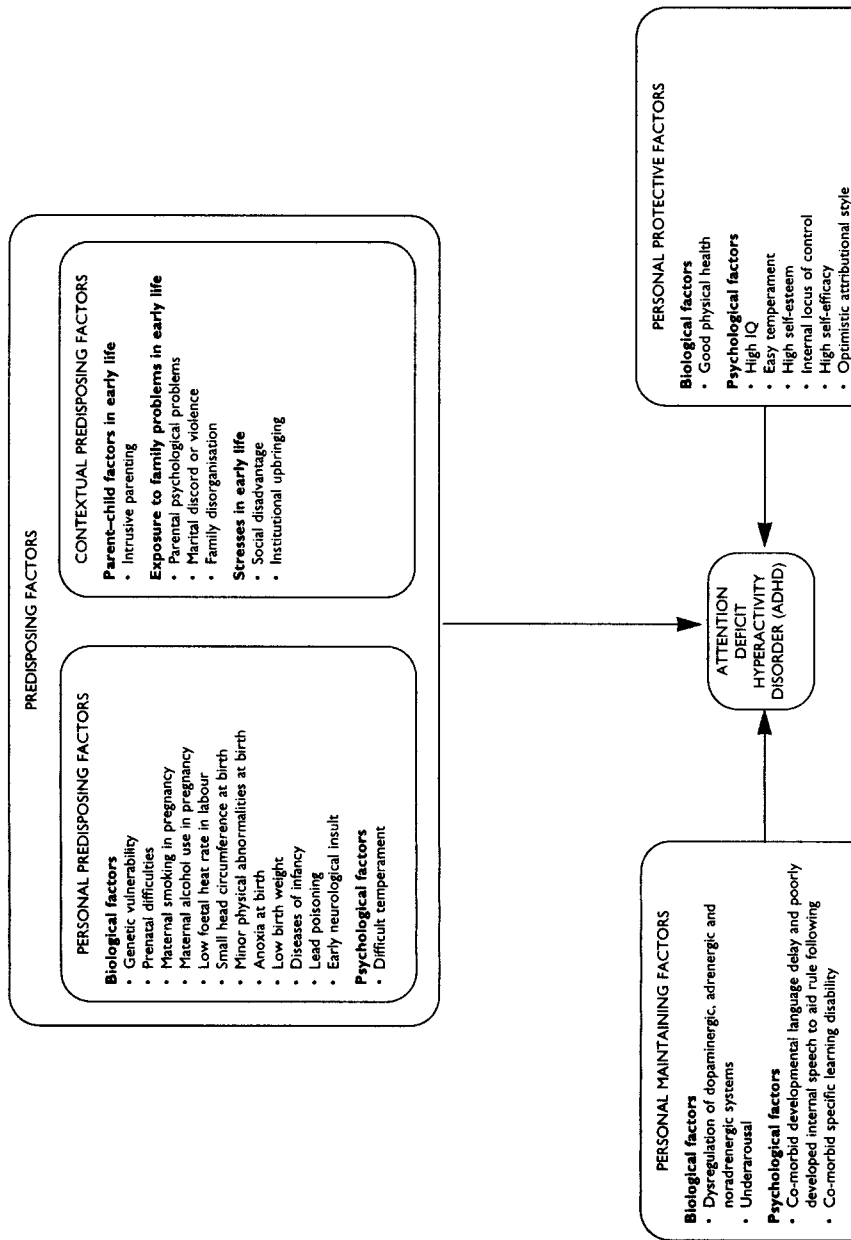 PREDISPOSING FACTORS
PERSONAL PREDISPOSING FACTORS
Biological factors
• Genetic vulnerability
• Prenatal difficulties
• Maternal smoking in pregnancy
• Maternal alcohol use in pregnancy
• Low foetal heat rate in labour
• Small head circumference at birth
• Minor physical abnormalities at birth
• Anoxia at birth
• Low birth weight
• Diseases of infancy
• Lead poisoning
• Early neurological insult
Psychological factors
• Difficult temperament
CONTEXTUAL PREDISPOSING FACTORS
Parent–child factors in early life
• Intrusive parenting
Exposure to family problems in early life
• Parental psychological problems
• Marital discord or violence
• Family disorganisation
Stresses in early life
• Social disadvantage
• Institutional upbringing
PERSONAL MAINTAINING FACTORS
Biological factors
• Dysregulation of dopaminergic, adrenergic and
noradrenergic systems
• Underarousal
Psychological factors
• Co-morbid developmental language delay and poorly
developed internal speech to aid rule following
• Co-morbid specific learning disability
ATTENTION
DEFICIT
HYPERACTIVITY
DISORDER (ADHD)
PERSONAL PROTECTIVE FACTORS
Biological factors
• Good physical health
Psychological factors
• High IQ
• Easy temperament
• High self-esteem
• Internal locus of control
• High self-efficacy
• Optimistic attributional style